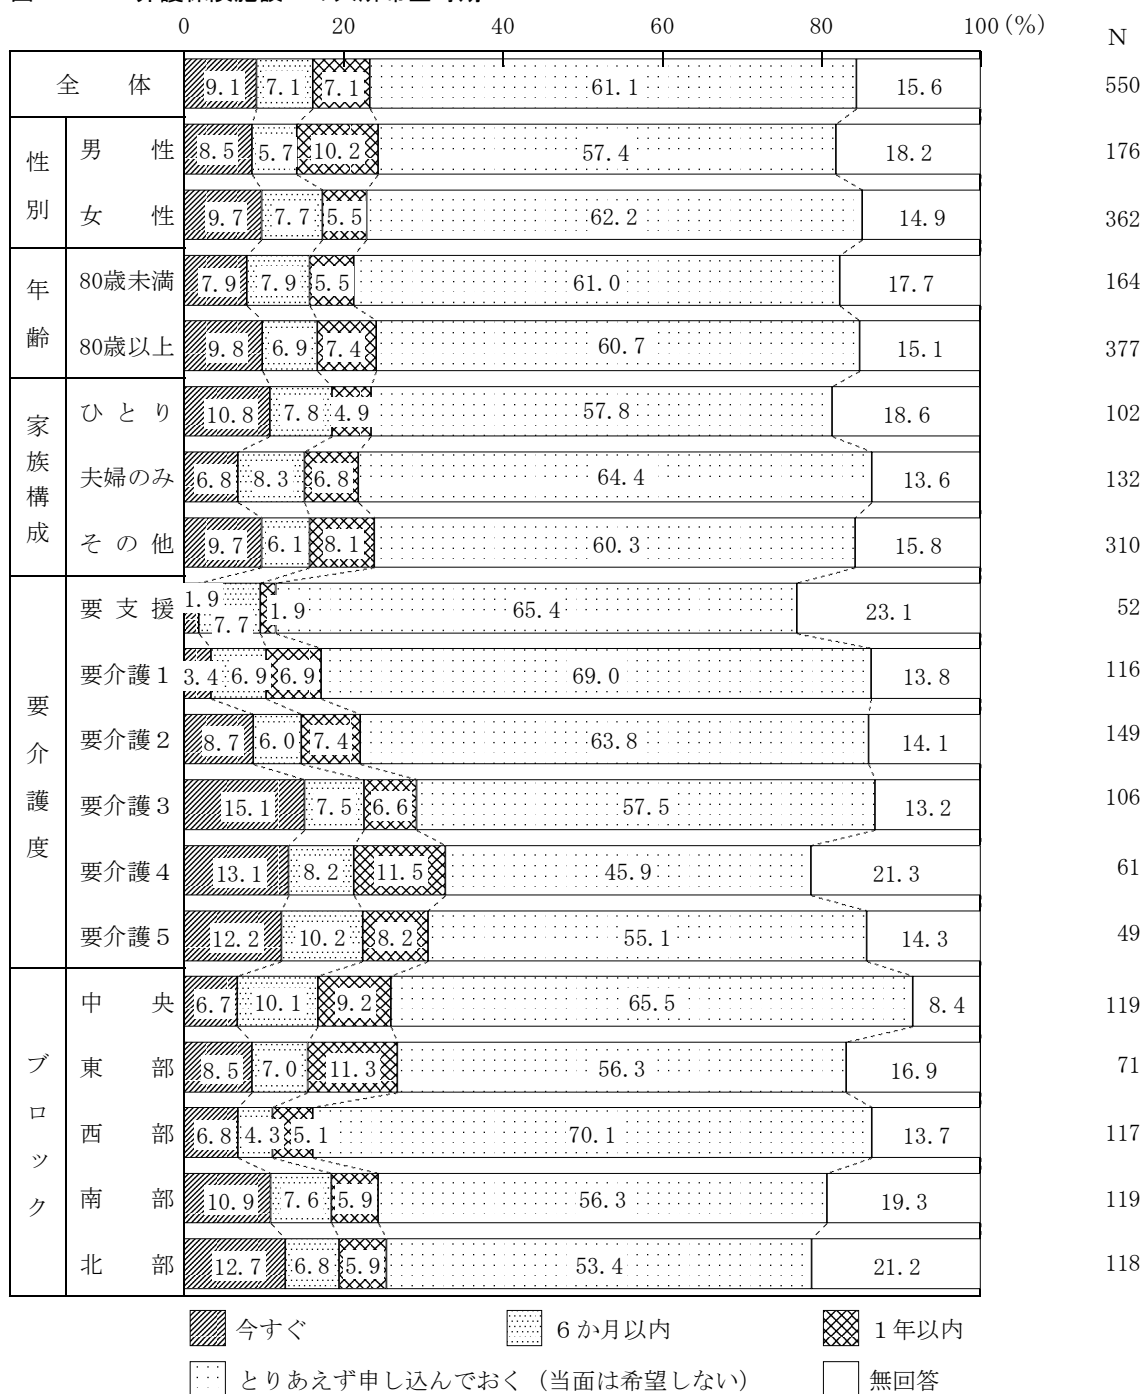 0 20 40 60 80 100 (%) N
全体 9.1 7.1 7.1 61.1 15.6 550
性別
男性 8.5 5.7 10.2 57.4 18.2 176
女性 9.7 7.7 5.5 62.2 14.9 362
年齢
80歳未満 7.9 7.9 5.5 61.0 17.7 164
80歳以上 9.8 6.9 7.4 60.7 15.1 377
家族構成
ひとり 10.8 7.8 4.9 57.8 18.6 102
夫婦のみ 6.8 8.3 6.8 64.4 13.6 132
その他 9.7 6.1 8.1 60.3 15.8 310
要介護度
要支援 1.9 7.7 1.9 65.4 23.1 52
要介護1 3.4 6.9 6.9 69.0 13.8 116
要介護2 8.7 6.0 7.4 63.8 14.1 149
要介護3 15.1 7.5 6.6 57.5 13.2 106
要介護4 13.1 8.2 11.5 45.9 21.3 61
要介護5 12.2 10.2 8.2 55.1 14.3 49
ブロック
中央 6.7 10.1 9.2 65.5 8.4 119
東部 8.5 7.0 11.3 56.3 16.9 71
西部 6.8 4.3 5.1 70.1 13.7 117
南部 10.9 7.6 5.9 56.3 19.3 119
北部 12.7 6.8 5.9 53.4 21.2 118
今すぐ 6か月以内 1年以内
とりあえず申し込んでおく（当面は希望しない） 無回答